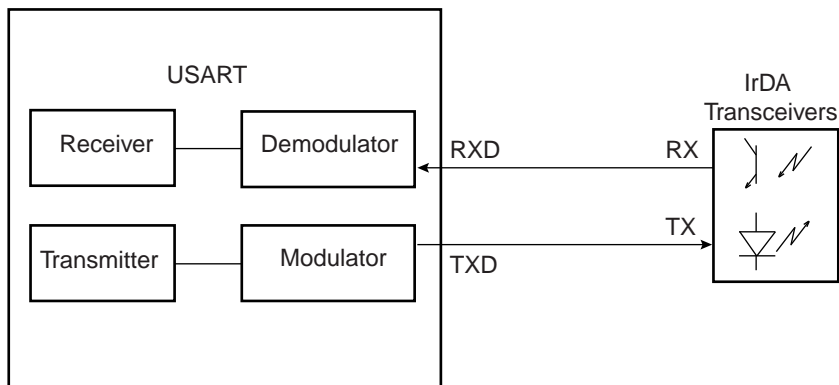 USART
IrDA
Transceivers
Receiver
Demodulator
RXD
RX
TX
Transmitter
Modulator
TXD